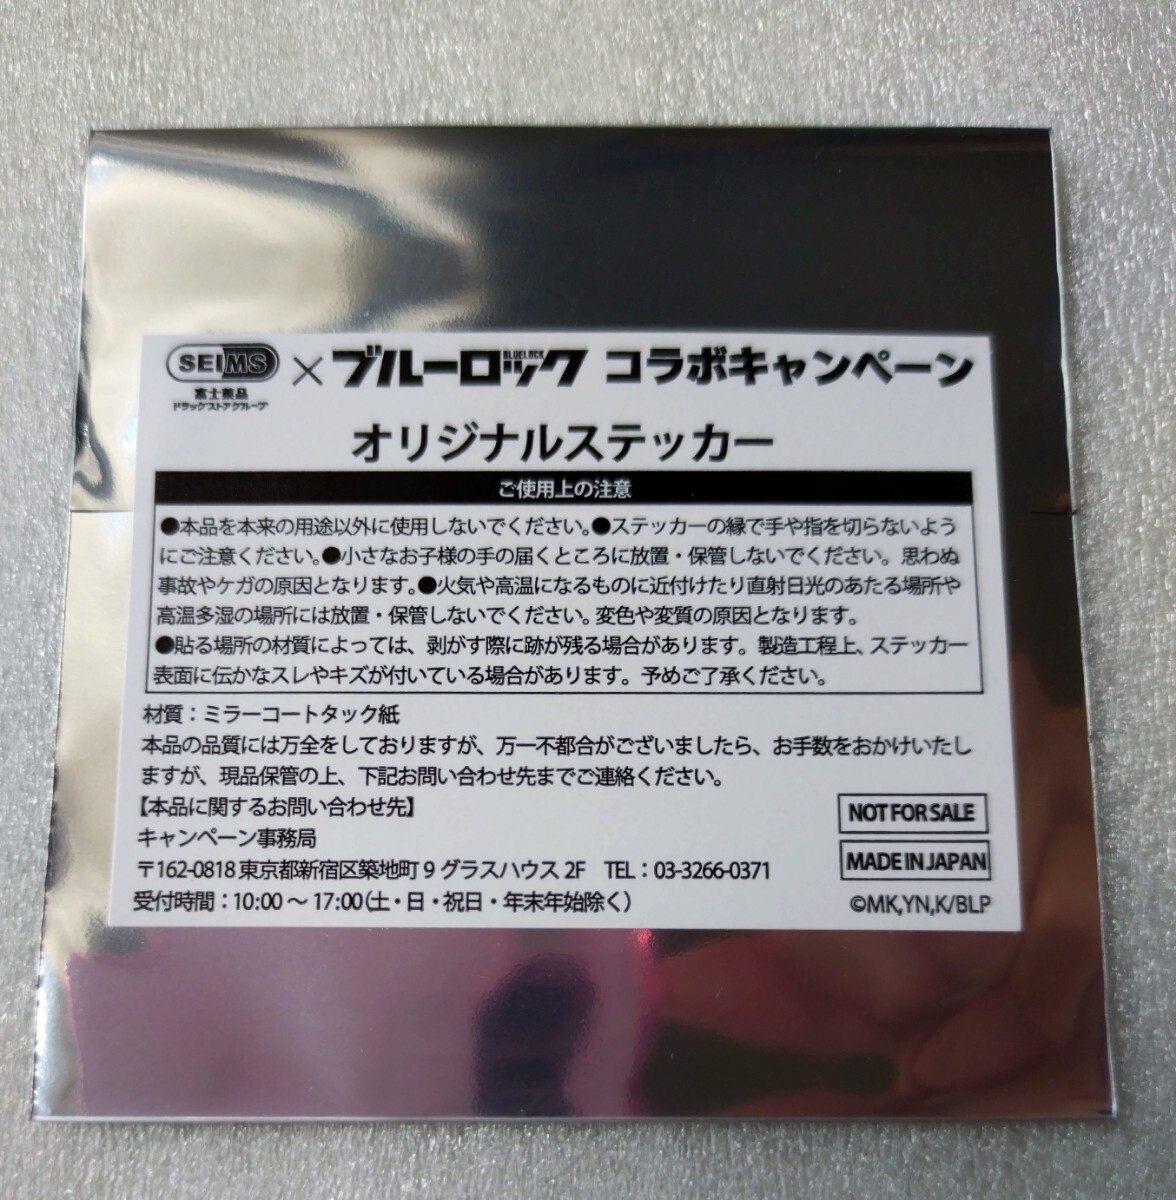 SEIMS × ブルーロック BLUELOCK コラボキャンペーン
富士薬品
ドラッグストアグループ
オリジナルステッカー
ご使用上の注意
●本品を本来の用途以外に使用しないでください。●ステッカーの縁で手や指を切らないよう
にご注意ください。●小さなお子様の手の届くところに放置・保管しないでください。思わぬ
事故やケガの原因となります。●火気や高温になるものに近付けたり直射日光のあたる場所や
高温多湿の場所には放置・保管しないでください。変色や変質の原因となります。
●貼る場所の材質によっては、剥がす際に跡が残る場合があります。製造工程上、ステッカー
表面に伝かなスレやキズが付いている場合があります。予めご了承ください。
材質：ミラーコートタック紙
本品の品質には万全をしておりますが、万一不都合がございましたら、お手数をおかけいたし
ますが、現品保管の上、下記お問い合わせ先までご連絡ください。
【本品に関するお問い合わせ先】
キャンペーン事務局
〒162-0818 東京都新宿区築地町 9 グラスハウス 2F TEL：03-3266-0371
受付時間：10:00 〜 17:00（土・日・祝日・年末年始除く）
NOT FOR SALE
MADE IN JAPAN
©MK,YN,K/BLP